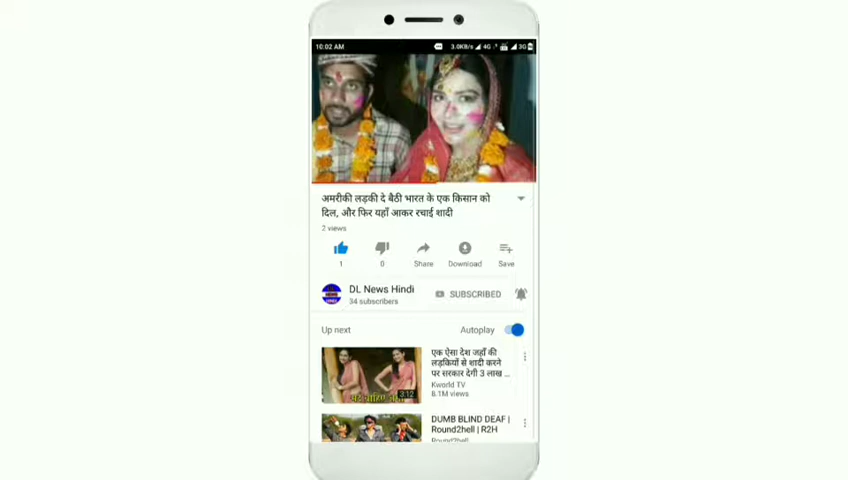 10:02 AM 3.0KB/s 4G 3G
अमरीकी लड़की दे बैठी भारत के एक किसान को
दिल, और फिर यहाँ आकर रचाई शादी
2 views
1 0 Share Download Save
DL News Hindi
34 subscribers
SUBSCRIBED
Up next Autoplay
एक ऐसा देश जहाँ की
लड़कियों से शादी करने
पर सरकार देगी 3 लाख ...
Kworld TV
8.1M views
3:12
DUMB BLIND DEAF |
Round2hell | R2H
Round2hell